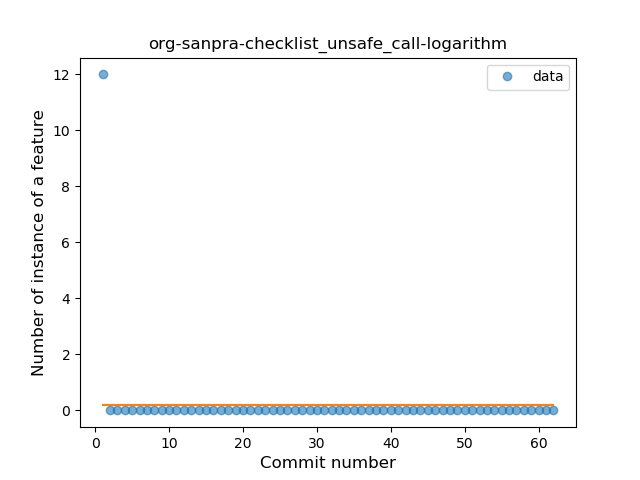 org-sanpra-checklist_unsafe_call-logarithm
data
Number of instance of a feature
12
10
8
6
4
2
0
0 10 20 30 40 50 60
Commit number